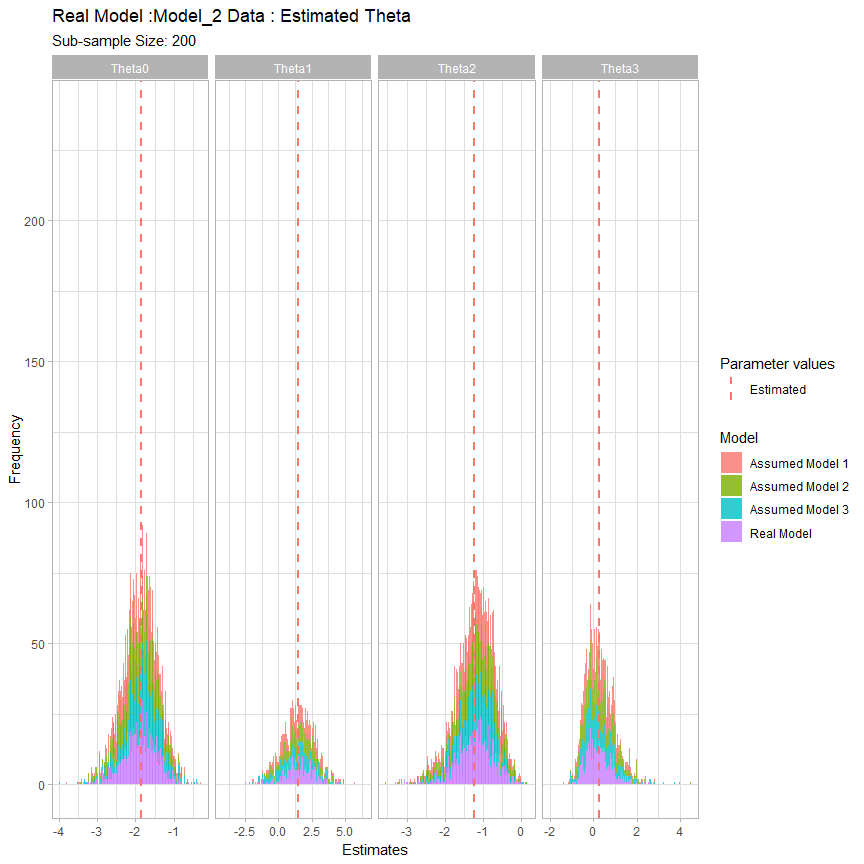 Real Model :Model_2 Data : Estimated Theta
Sub-sample Size: 200
Theta0 Theta1 Theta2 Theta3
200
150
100
50
0
Frequency
-4 -3 -2 -1 -2.5 0.0 2.5 5.0 -3 -2 -1 0 -2 0 2 4
Estimates
Parameter values
Estimated
Model
Assumed Model 1
Assumed Model 2
Assumed Model 3
Real Model